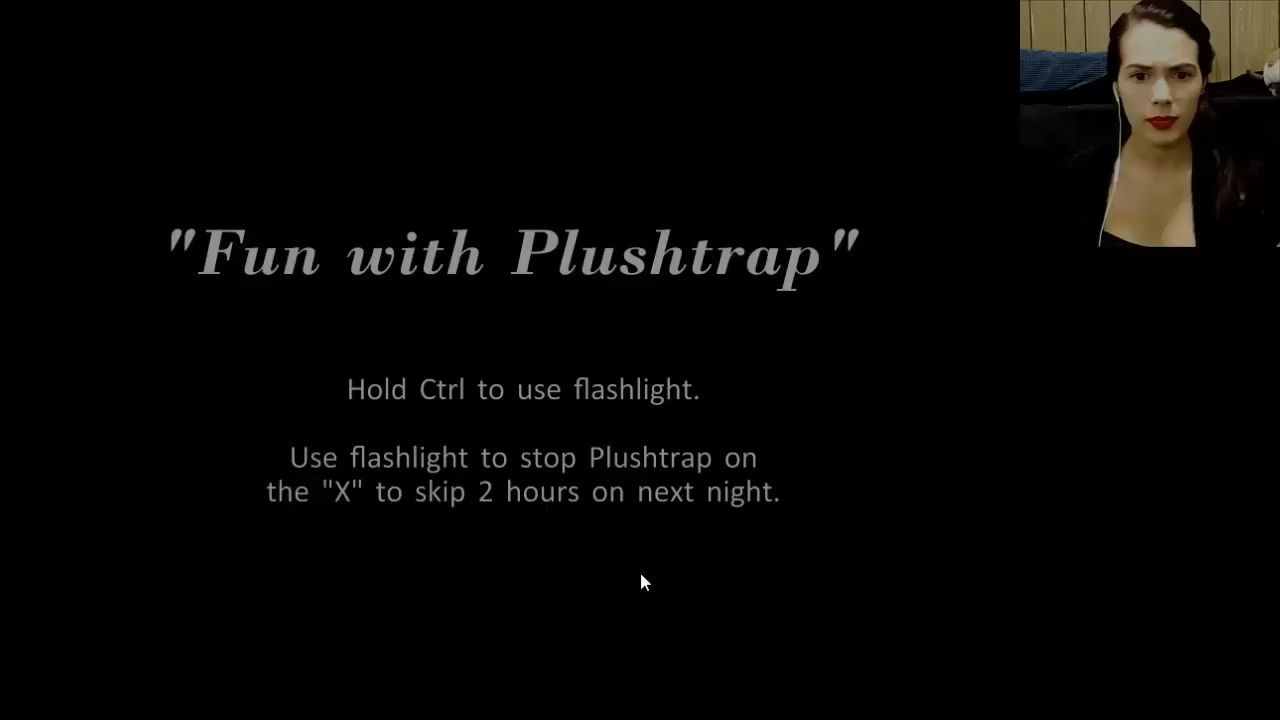 "Fun with Plushtrap"
Hold Ctrl to use flashlight.
Use flashlight to stop Plushtrap on
the "X" to skip 2 hours on next night.